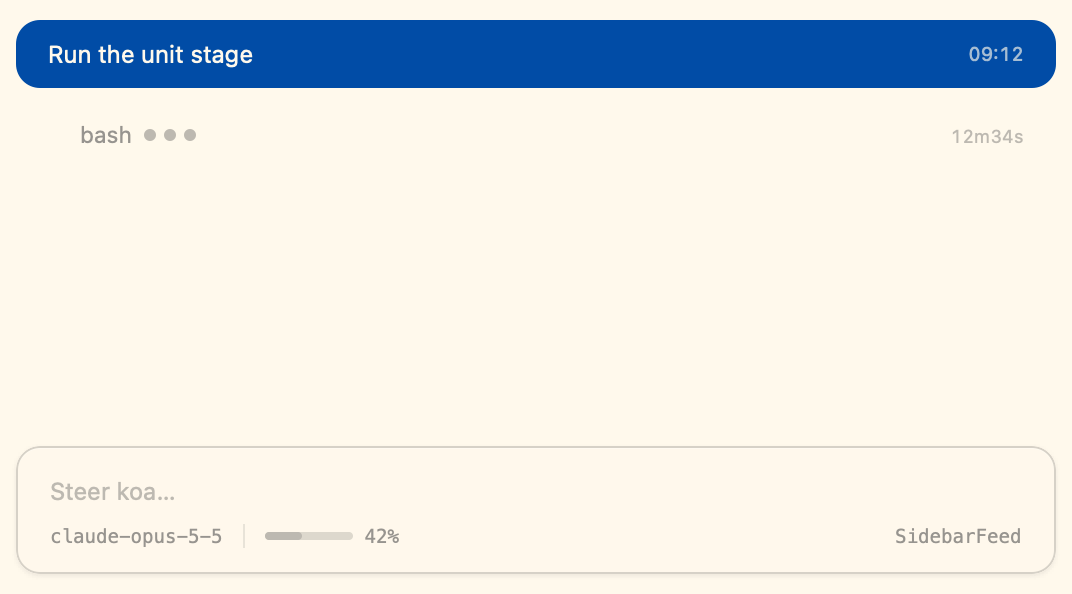 Run the unit stage 09:12
bash 12m34s
Steer koa...
claude-opus-5-5 42% SidebarFeed